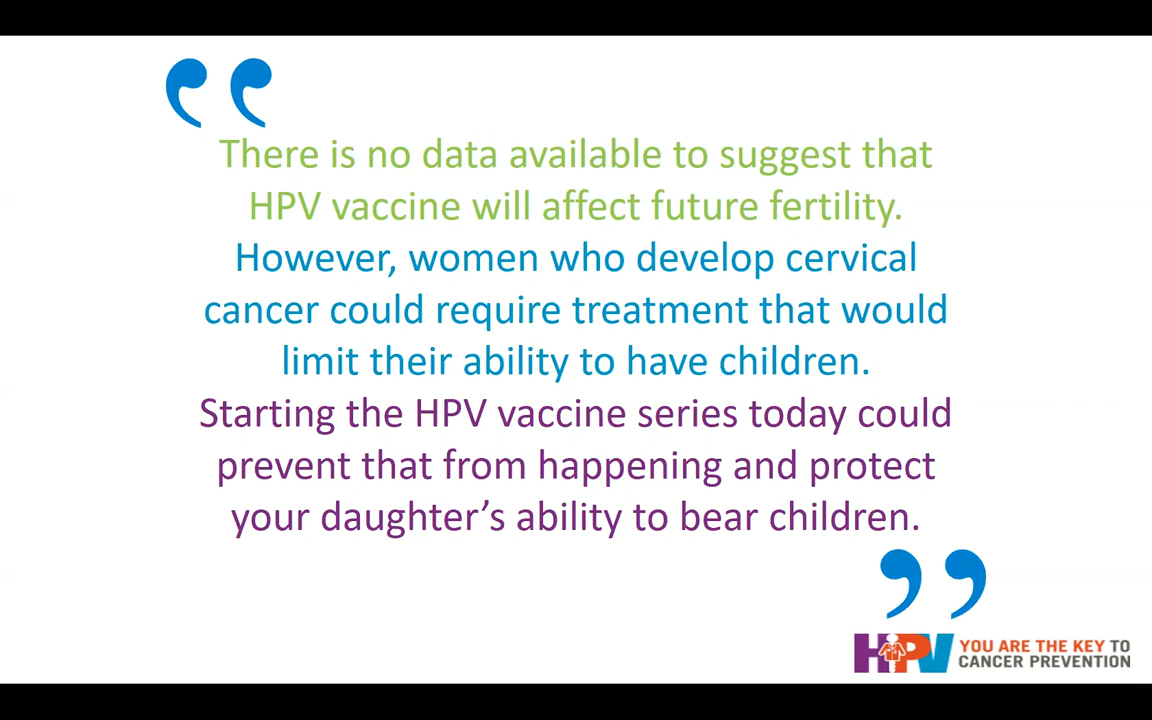 “
There is no data available to suggest that
HPV vaccine will affect future fertility.
However, women who develop cervical
cancer could require treatment that would
limit their ability to have children.
Starting the HPV vaccine series today could
prevent that from happening and protect
your daughter’s ability to bear children.
”
HPV YOU ARE THE KEY TO
CANCER PREVENTION